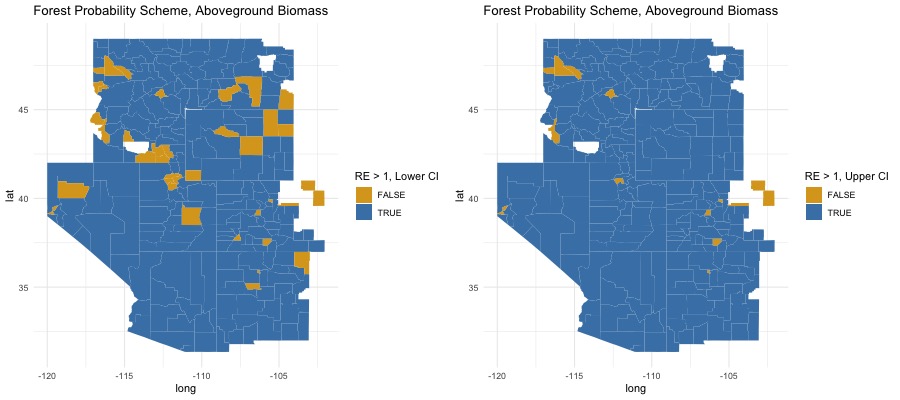 Forest Probability Scheme, Aboveground Biomass
45
40
35
lat
-120
-115
-110
-105
long
RE > 1, Lower CI
FALSE
TRUE
Forest Probability Scheme, Aboveground Biomass
45
40
35
lat
-120
-115
-110
-105
long
RE > 1, Upper CI
FALSE
TRUE